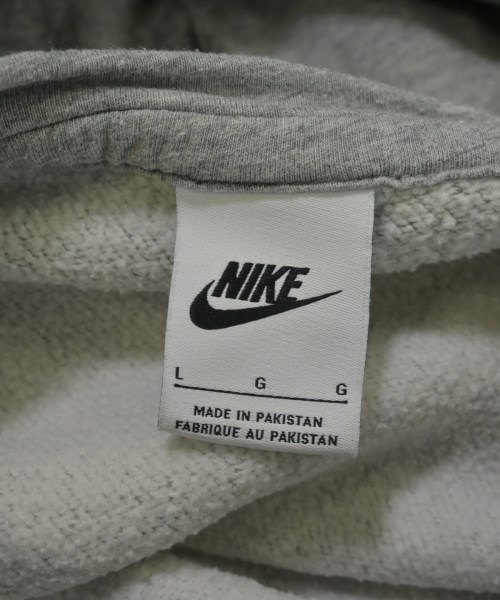 NIKE
L G G
MADE IN PAKISTAN
FABRIQUE AU PAKISTAN